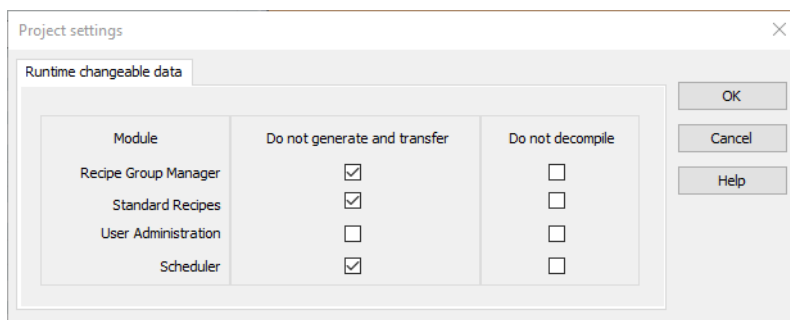 Project settings
Runtime changeable data
OK
Module Do not generate and transfer Do not decompile Cancel
Recipe Group Manager Help
Standard Recipes
User Administration
Scheduler